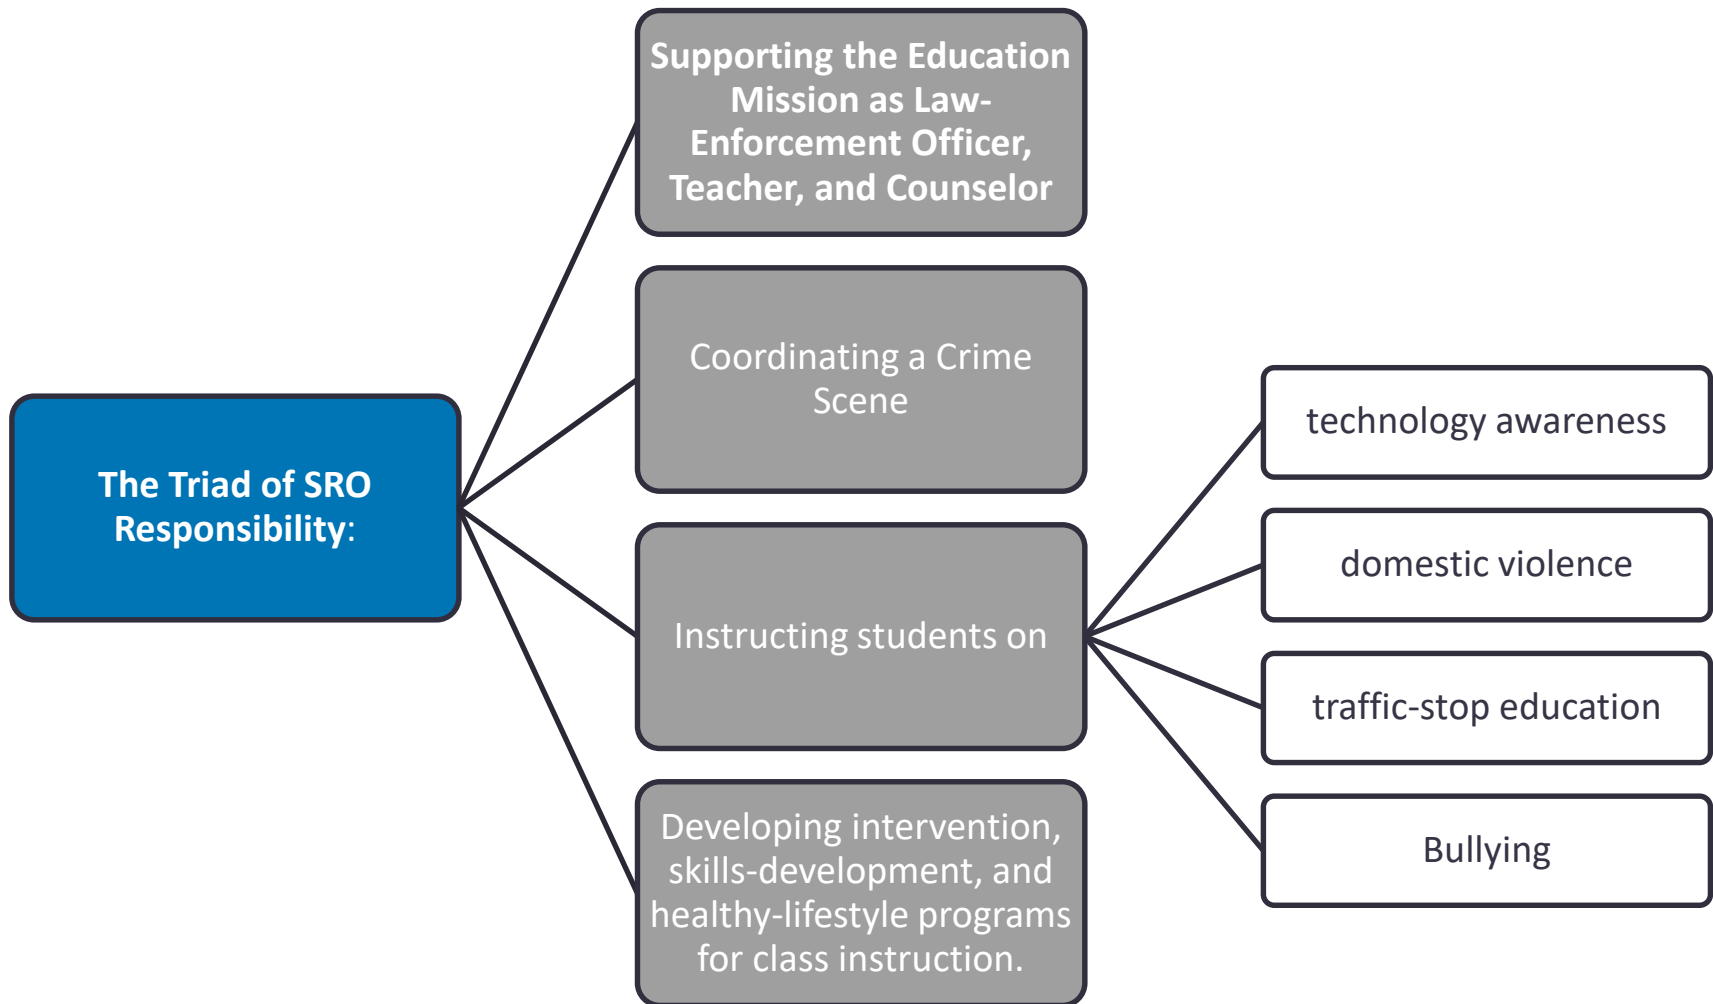 The Triad of SRO
Responsibility:
Supporting the Education
Mission as Law-
Enforcement Officer,
Teacher, and Counselor
Coordinating a Crime
Scene
Instructing students on
technology awareness
domestic violence
traffic-stop education
Bullying
Developing intervention,
skills-development, and
healthy-lifestyle programs
for class instruction.